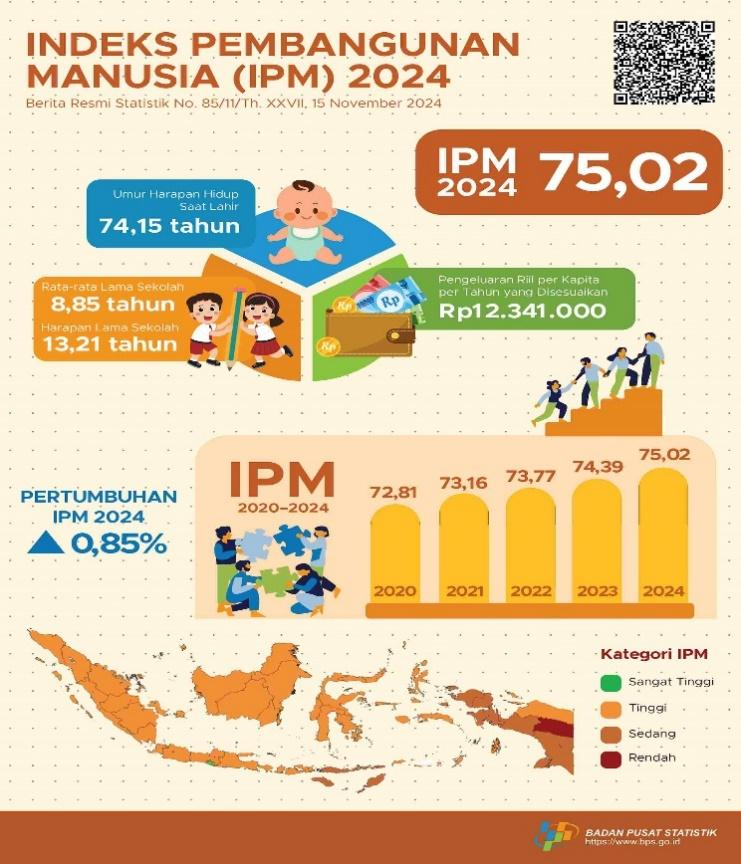 INDEKS PEMBANGUNAN
MANUSIA (IPM) 2024
Berita Resmi Statistik No. 85/11/Th. XXVII, 15 November 2024
IPM
2024
75,02
Umur Harapan Hidup
Saat Lahir
74,15 tahun
Rata-rata Lama Sekolah
8,85 tahun
Harapan Lama Sekolah
13,21 tahun
Pengeluaran Riil per Kapita
per Tahun yang Disesuaikan
Rp12.341.000
Rp
Rp
Rp
PERTUMBUHAN
IPM 2024
0,85%
IPM
2020–2024
72,81
73,16
73,77
74,39
75,02
2020
2021
2022
2023
2024
Kategori IPM
Sangat Tinggi
Tinggi
Sedang
Rendah
BADAN PUSAT STATISTIK
https://www.bps.go.id